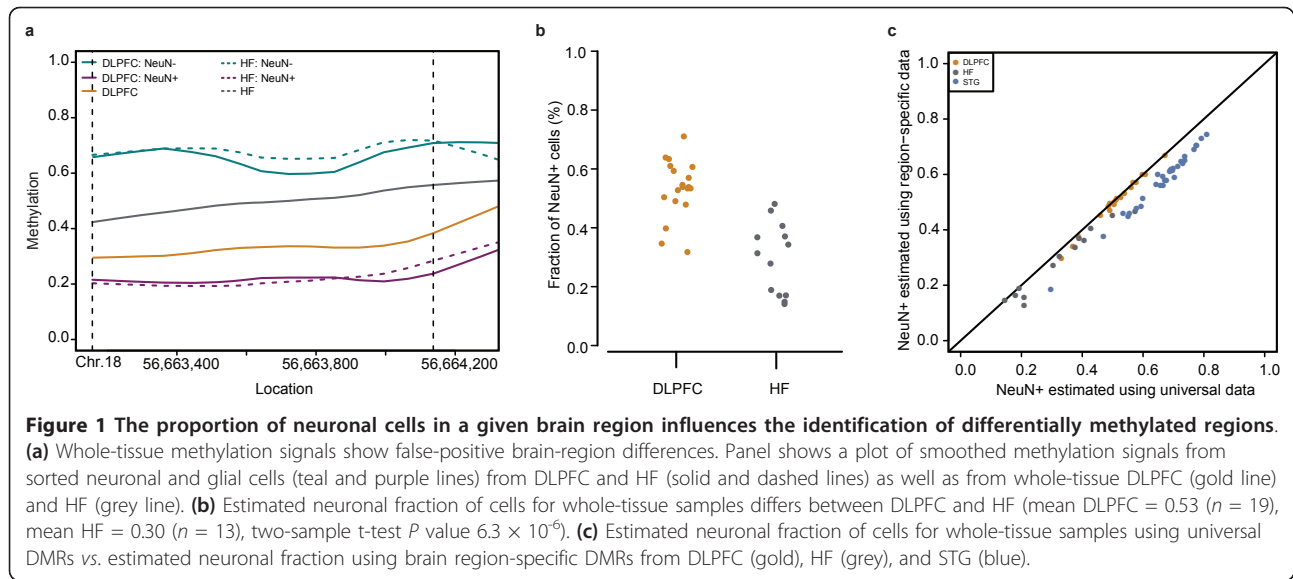 a
1.0
0.8
0.6
0.4
0.2
0.0
Methylation
DLPFC: NeuN-
DLPFC: NeuN+
DLPFC
HF: NeuN-
HF: NeuN+
HF
Chr.18
56,663,400
56,663,800
56,664,200
Location
b
1.0
0.8
0.6
0.4
0.2
0.0
Fraction of NeuN+ cells (%)
DLPFC
HF
c
1.0
0.8
0.6
0.4
0.2
0.0
NeuN+ estimated using region-specific data
DLPFC
HF
STG
0.0
0.2
0.4
0.6
0.8
1.0
NeuN+ estimated using universal data
Figure 1 The proportion of neuronal cells in a given brain region influences the identification of differentially methylated regions.
(a) Whole-tissue methylation signals show false-positive brain-region differences. Panel shows a plot of smoothed methylation signals from
sorted neuronal and glial cells (teal and purple lines) from DLPFC and HF (solid and dashed lines) as well as from whole-tissue DLPFC (gold line)
and HF (grey line). (b) Estimated neuronal fraction of cells for whole-tissue samples differs between DLPFC and HF (mean DLPFC = 0.53 (n = 19),
mean HF = 0.30 (n = 13), two-sample t-test P value 6.3 × 10⁻⁶). (c) Estimated neuronal fraction of cells for whole-tissue samples using universal
DMRs vs. estimated neuronal fraction using brain region-specific DMRs from DLPFC (gold), HF (grey), and STG (blue).